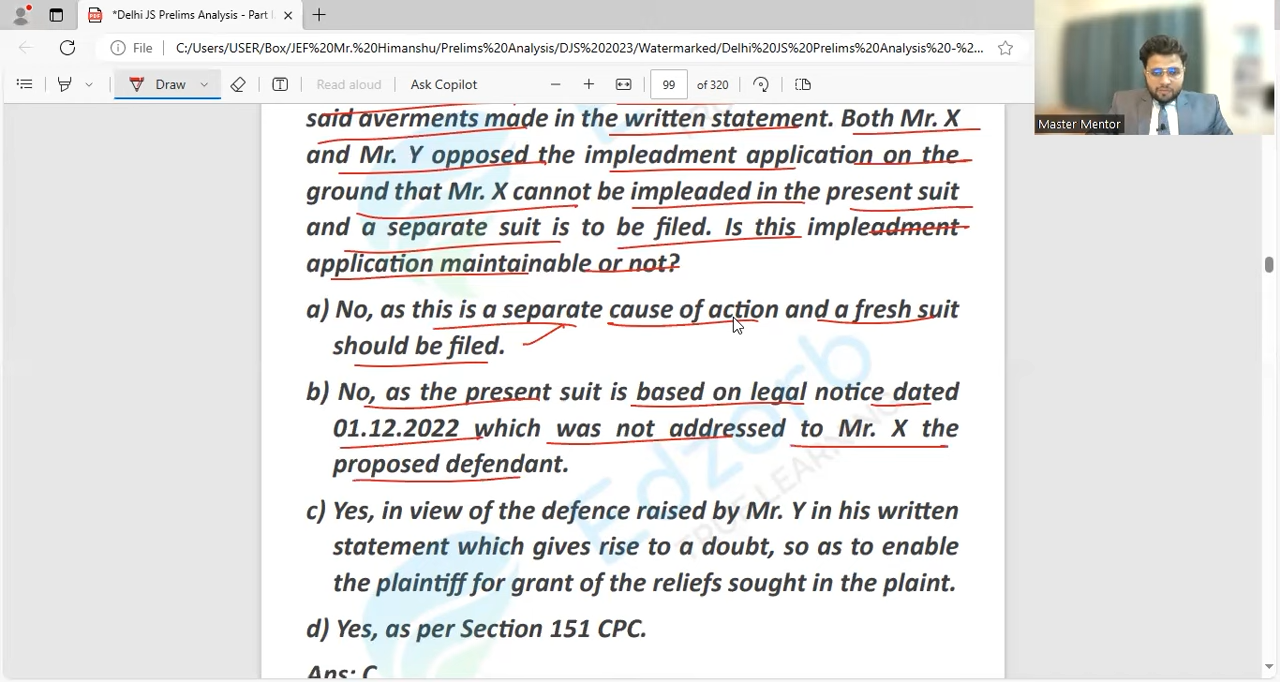 *Delhi JS Prelims Analysis - Part I
File C:/Users/USER/Box/JEF%20Mr.%20Himanshu/Prelims%20Analysis/DJS%202023/Watermarked/Delhi%20JS%20Prelims%20Analysis%20-%2...
Draw Read aloud Ask Copilot 99 of 320
Master Mentor
said averments made in the written statement. Both Mr. X
and Mr. Y opposed the impleadment application on the
ground that Mr. X cannot be impleaded in the present suit
and a separate suit is to be filed. Is this impleadment
application maintainable or not?
a) No, as this is a separate cause of action and a fresh suit
should be filed.
b) No, as the present suit is based on legal notice dated
01.12.2022 which was not addressed to Mr. X the
proposed defendant.
c) Yes, in view of the defence raised by Mr. Y in his written
statement which gives rise to a doubt, so as to enable
the plaintiff for grant of the reliefs sought in the plaint.
d) Yes, as per Section 151 CPC.
Ans: C
Edzorb
TRUE LEARNING